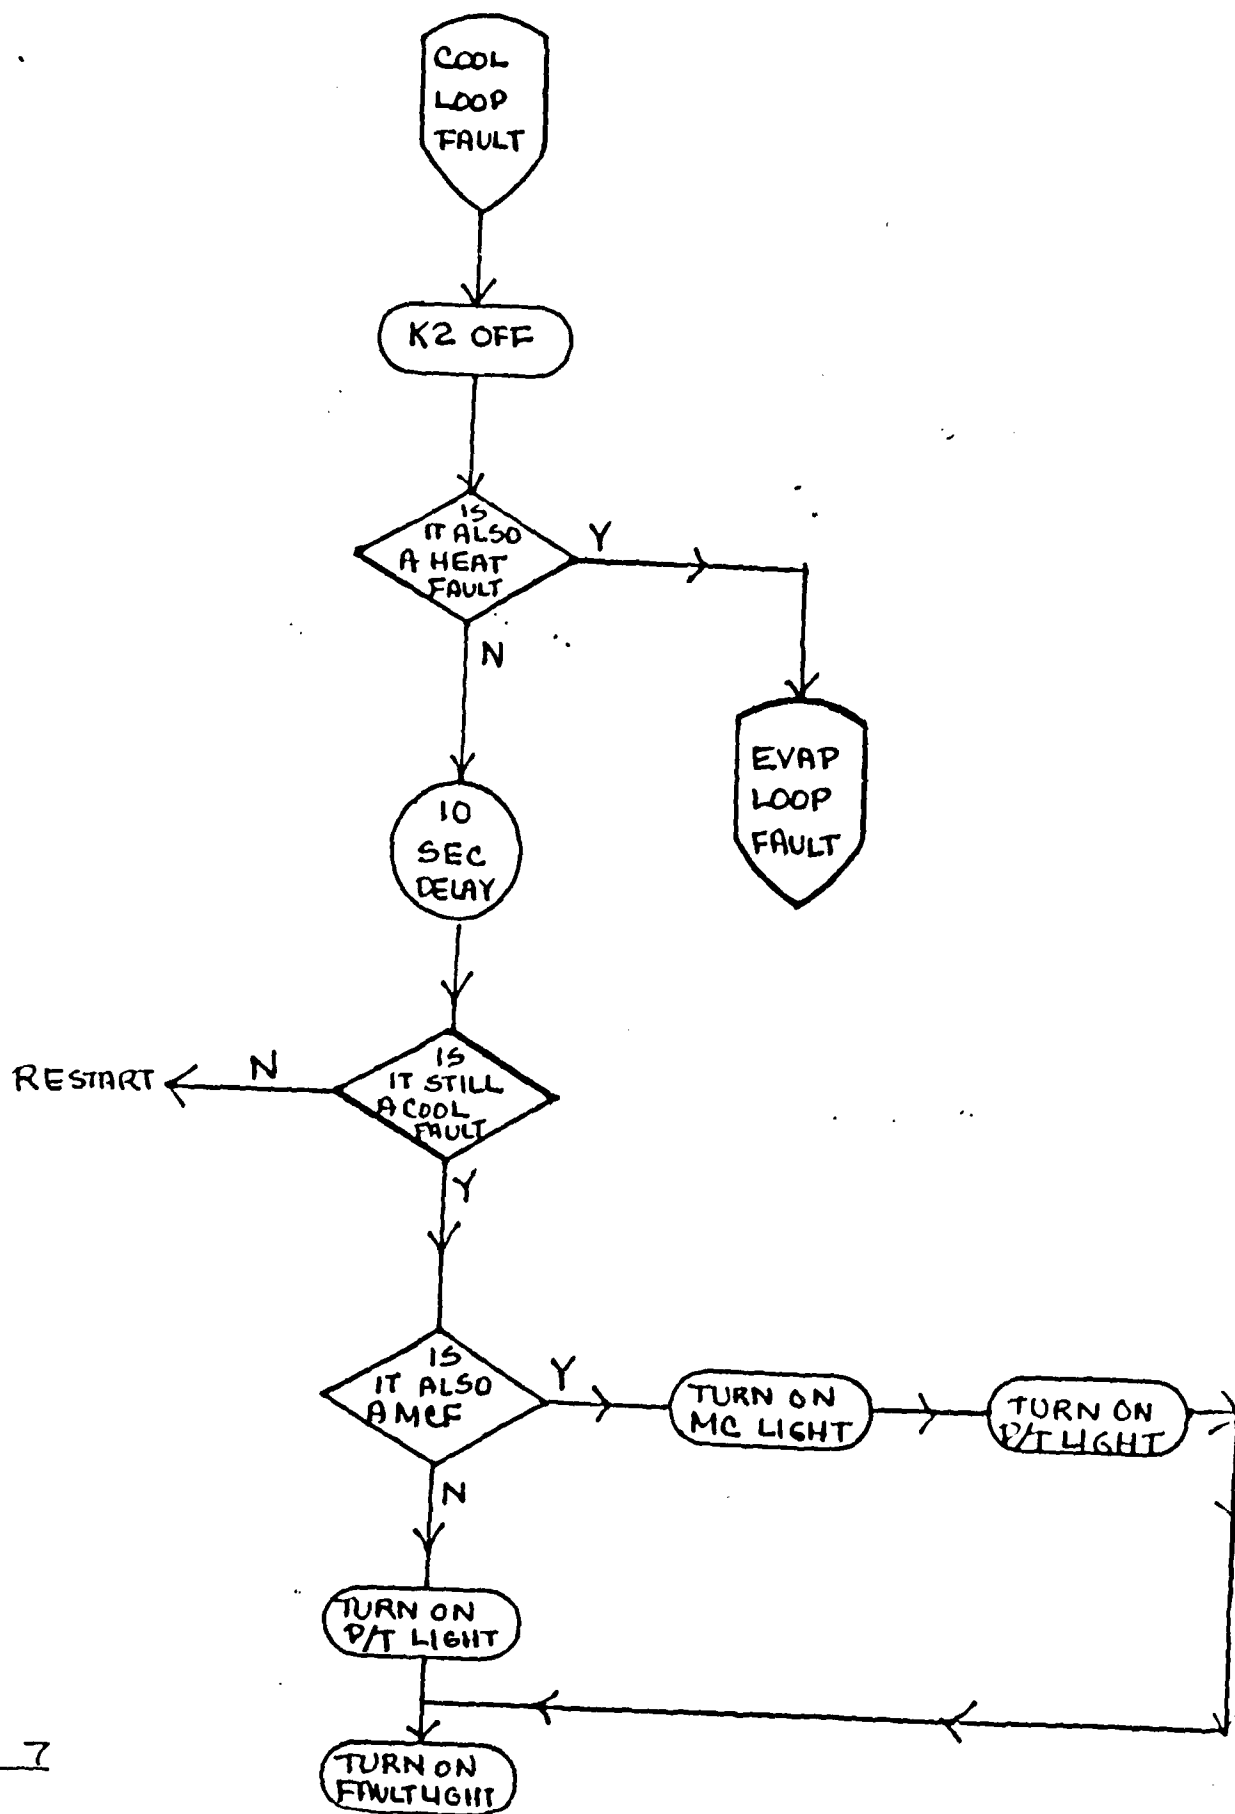 COOL
LOOP
FAULT
K2 OFF
IS
IT ALSO
A HEAT
FAULT
Y
N
EVAP
LOOP
FAULT
10
SEC
DELAY
IS
IT STILL
A COOL
FAULT
N
RESTART
Y
IS
IT ALSO
A MCF
Y
TURN ON
MC LIGHT
TURN ON
P/T LIGHT
N
TURN ON
P/T LIGHT
TURN ON
FAULT LIGHT
7